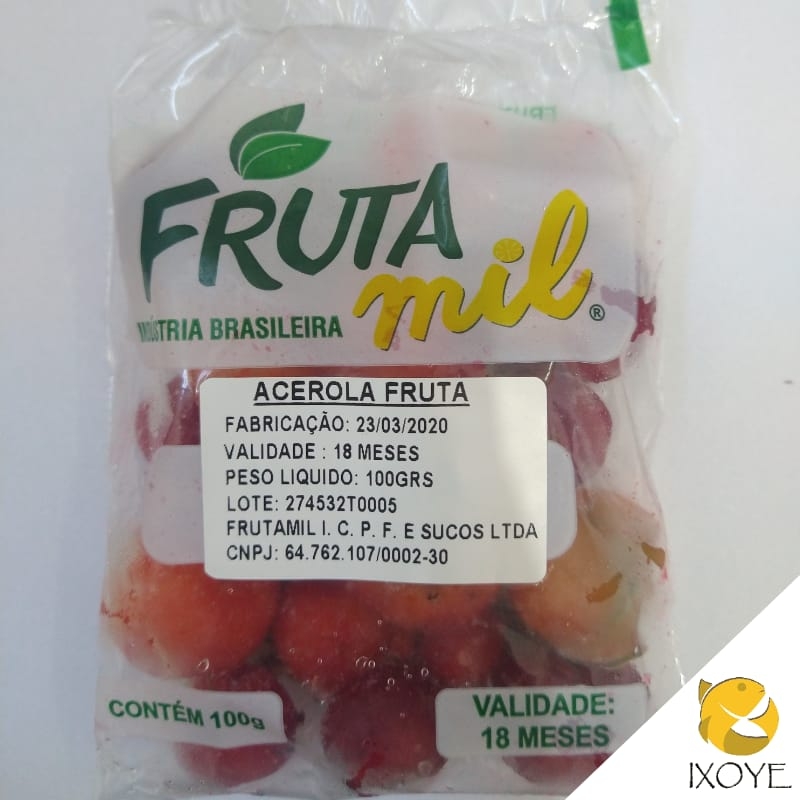 FRUTA
mil®
INDÚSTRIA BRASILEIRA
ACEROLA FRUTA
FABRICAÇÃO: 23/03/2020
VALIDADE : 18 MESES
PESO LIQUIDO: 100GRS
LOTE: 274532T0005
FRUTAMIL I. C. P. F. E SUCOS LTDA
CNPJ: 64.762.107/0002-30
CONTÉM 100g
VALIDADE:
18 MESES
IXOYE